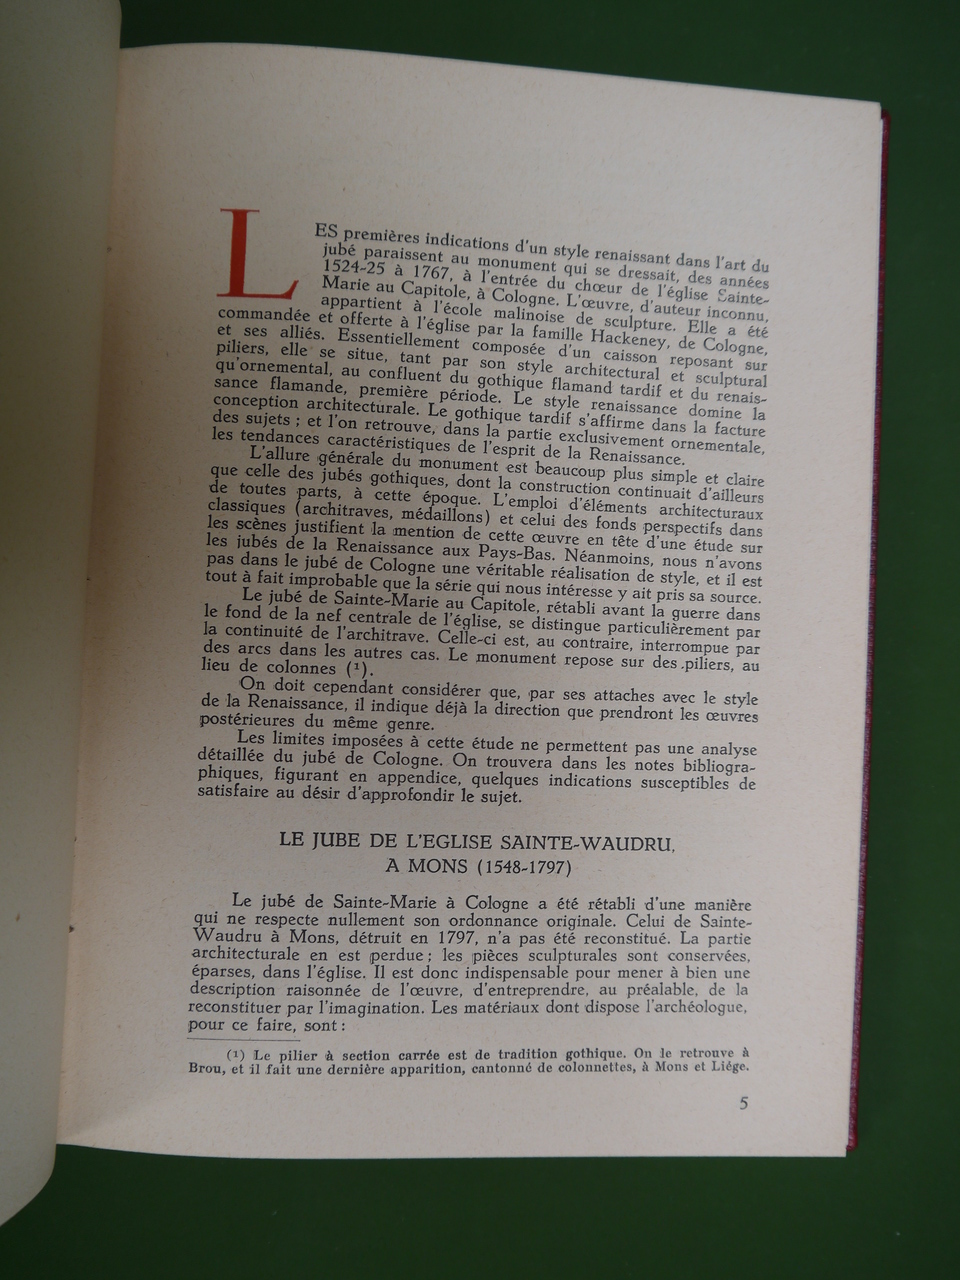 LES premières indications d'un style renaissant dans l'art du
jubé paraissent au monument qui se dressait, des années
1524-25 à 1767, à l'entrée du chœur de l'église Sainte-
Marie au Capitole, à Cologne. L'œuvre, d'auteur inconnu,
appartient à l'école malinoise de sculpture. Elle a été
commandée et offerte à l'église par la famille Hackeney, de Cologne,
et ses alliés. Essentiellement composée d'un caisson reposant sur
piliers, elle se situe, tant par son style architectural et sculptural
qu'ornemental, au confluent du gothique flamand tardif et du renais-
sance flamande, première période. Le style renaissance domine la
conception architecturale. Le gothique tardif s'affirme dans la facture
des sujets ; et l'on retrouve, dans la partie exclusivement ornementale,
les tendances caractéristiques de l'esprit de la Renaissance.
L'allure générale du monument est beaucoup plus simple et claire
que celle des jubés gothiques, dont la construction continuait d'ailleurs
de toutes parts, à cette époque. L'emploi d'éléments architecturaux
classiques (architraves, médaillons) et celui des fonds perspectifs dans
les scènes justifient la mention de cette œuvre en tête d'une étude sur
les jubés de la Renaissance aux Pays-Bas. Néanmoins, nous n'avons
pas dans le jubé de Cologne une véritable réalisation de style, et il est
tout à fait improbable que la série qui nous intéresse y ait pris sa source.
Le jubé de Sainte-Marie au Capitole, rétabli avant la guerre dans
le fond de la nef centrale de l'église, se distingue particulièrement par
la continuité de l'architrave. Celle-ci est, au contraire, interrompue par
des arcs dans les autres cas. Le monument repose sur des piliers, au
lieu de colonnes (¹).
On doit cependant considérer que, par ses attaches avec le style
de la Renaissance, il indique déjà la direction que prendront les œuvres
postérieures du même genre.
Les limites imposées à cette étude ne permettent pas une analyse
détaillée du jubé de Cologne. On trouvera dans les notes bibliogra-
phiques, figurant en appendice, quelques indications susceptibles de
satisfaire au désir d'approfondir le sujet.
LE JUBE DE L'EGLISE SAINTE-WAUDRU,
A MONS (1548-1797)
Le jubé de Sainte-Marie à Cologne a été rétabli d'une manière
qui ne respecte nullement son ordonnance originale. Celui de Sainte-
Waudru à Mons, détruit en 1797, n'a pas été reconstitué. La partie
architecturale en est perdue ; les pièces sculpturales sont conservées,
éparses, dans l'église. Il est donc indispensable pour mener à bien une
description raisonnée de l'œuvre, d'entreprendre, au préalable, de la
reconstituer par l'imagination. Les matériaux dont dispose l'archéologue,
pour ce faire, sont :
(¹) Le pilier à section carrée est de tradition gothique. On le retrouve à
Brou, et il fait une dernière apparition, cantonné de colonnettes, à Mons et Liége.
5